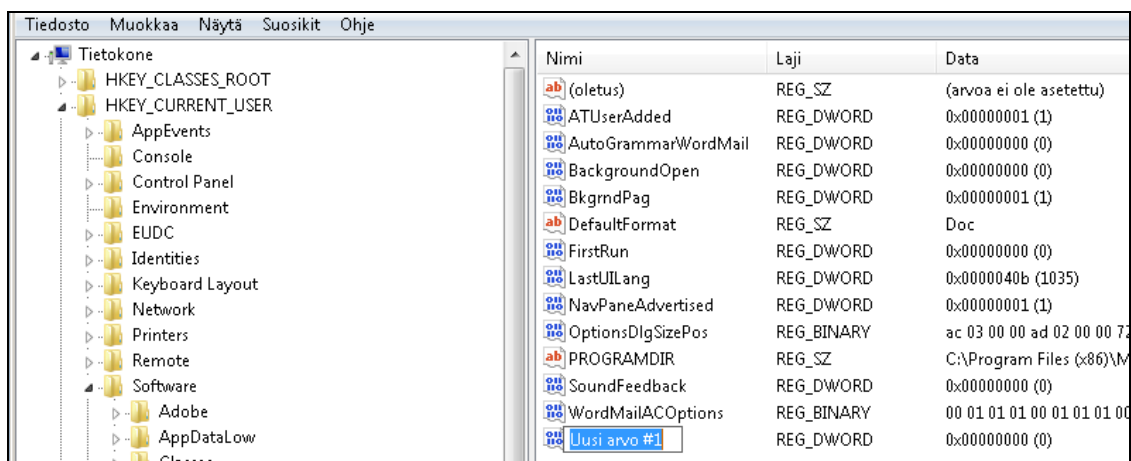 Tiedosto Muokkaa Näytä Suosikit Ohje
Tietokone
HKEY_CLASSES_ROOT
HKEY_CURRENT_USER
AppEvents
Console
Control Panel
Environment
EUDC
Identities
Keyboard Layout
Network
Printers
Remote
Software
Adobe
AppDataLow
Nimi Laji Data
(oletus) REG_SZ (arvoa ei ole asetettu)
ATUserAdded REG_DWORD 0x00000001 (1)
AutoGrammarWordMail REG_DWORD 0x00000000 (0)
BackgroundOpen REG_DWORD 0x00000000 (0)
BkgrndPag REG_DWORD 0x00000001 (1)
DefaultFormat REG_SZ Doc
FirstRun REG_DWORD 0x00000000 (0)
LastUILang REG_DWORD 0x0000040b (1035)
NavPaneAdvertised REG_DWORD 0x00000001 (1)
OptionsDlgSizePos REG_BINARY ac 03 00 00 ad 02 00 00 72
PROGRAMDIR REG_SZ C:\Program Files (x86)\M
SoundFeedback REG_DWORD 0x00000000 (0)
WordMailACOptions REG_BINARY 00 01 01 01 00 01 01 01 00
Uusi arvo #1 REG_DWORD 0x00000000 (0)